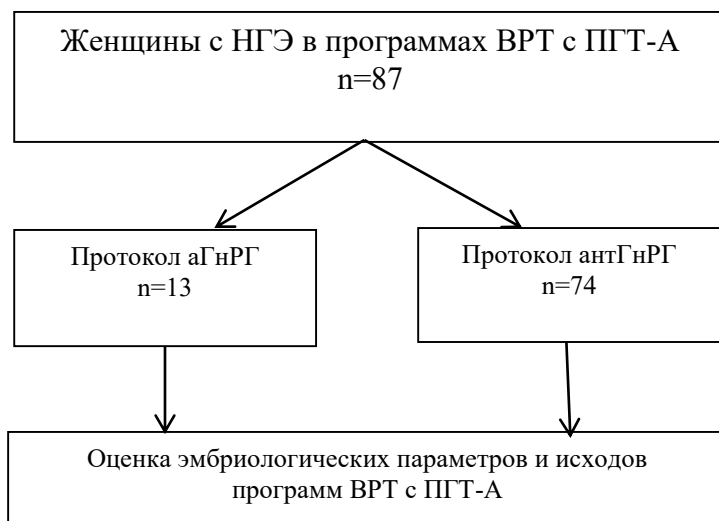 Женщины с НГЭ в программах ВРТ с ПГТ-А
n=87
Протокол аГнРГ
n=13
Протокол антГнРГ
n=74
Оценка эмбриологических параметров и исходов
программ ВРТ с ПГТ-А